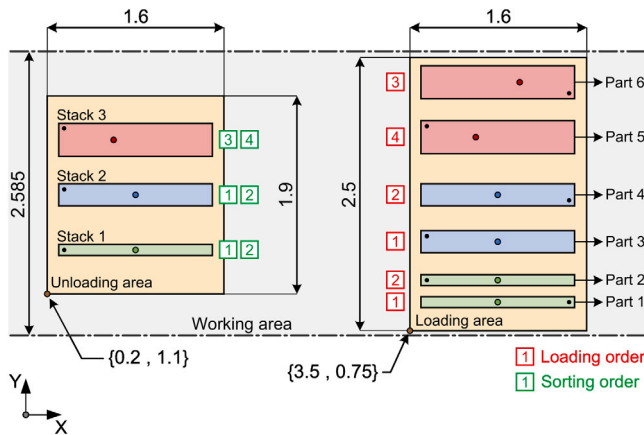 1.6
1.6
2.585
Stack 3
3 4
Stack 2
1 2
Stack 1
1 2
1.9
Unloading area
Working area
{0.2 , 1.1}
2.5
3
Part 6
4
Part 5
2
Part 4
1
Part 3
2
Part 2
1
Part 1
Loading area
{3.5 , 0.75}
1 Loading order
1 Sorting order
Y
X